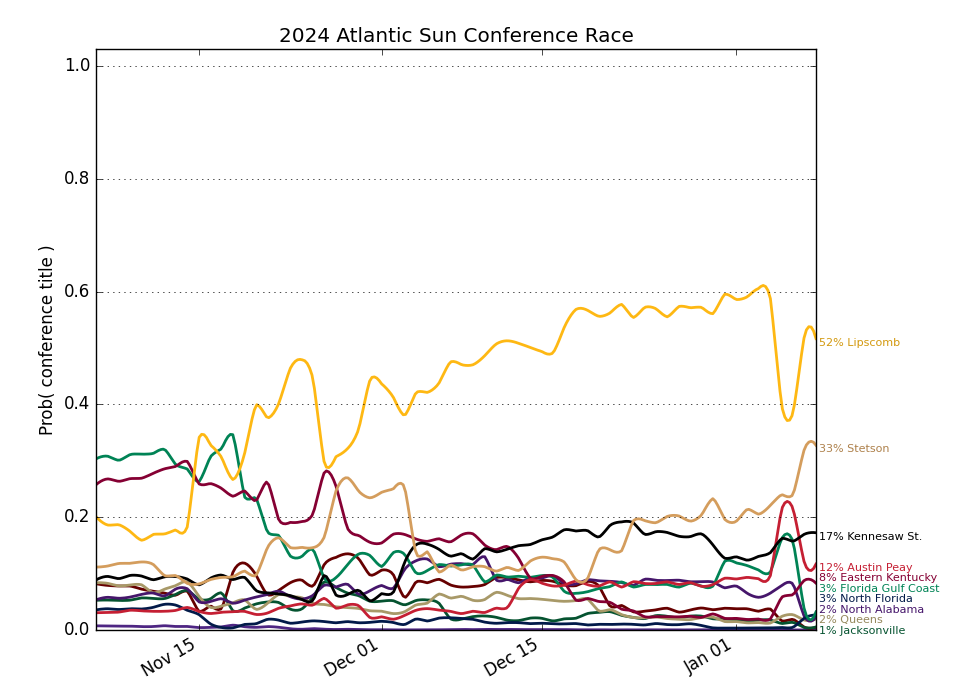 2024 Atlantic Sun Conference Race
Prob( conference title )
1.0
0.8
0.6
0.4
0.2
0.0
Nov 15
Dec 01
Dec 15
Jan 01
52% Lipscomb
33% Stetson
17% Kennesaw St.
12% Austin Peay
8% Eastern Kentucky
3% Florida Gulf Coast
3% North Florida
2% North Alabama
2% Queens
1% Jacksonville